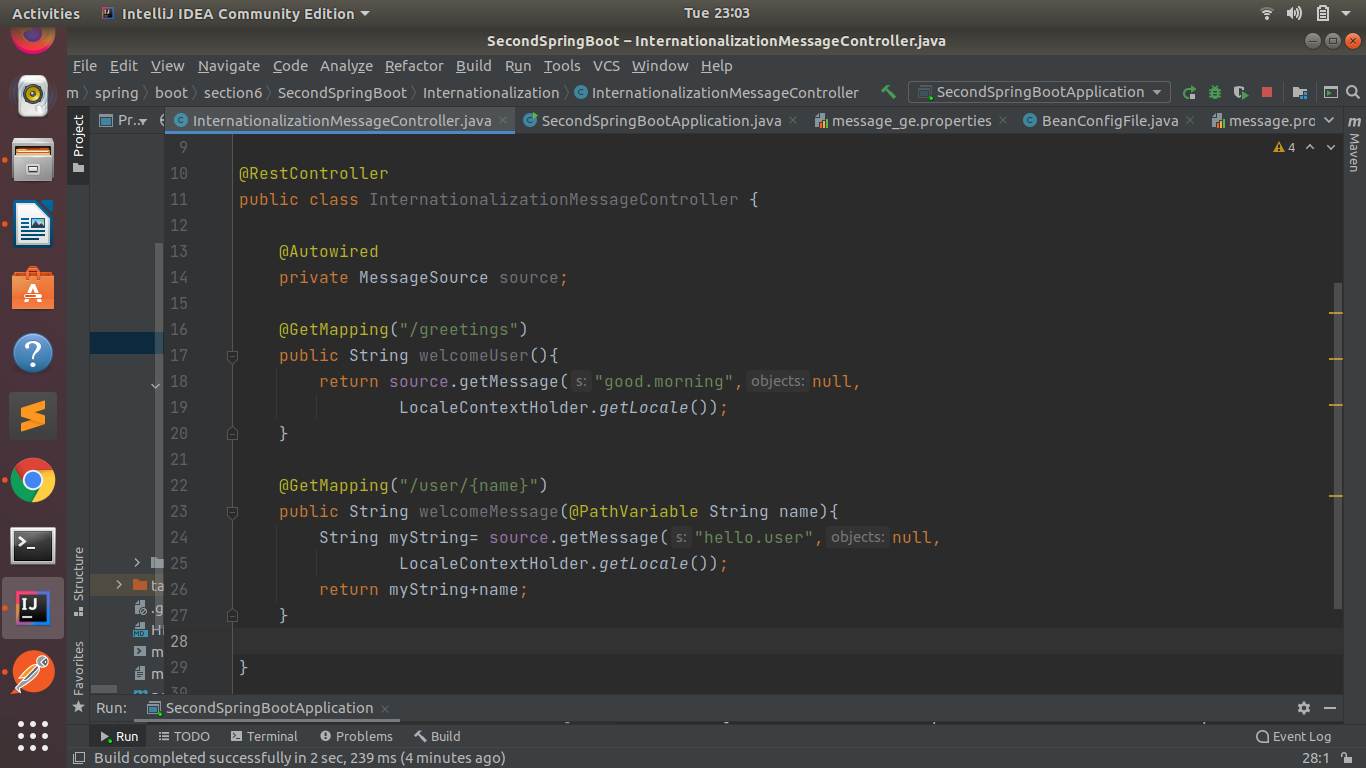 Activities IntelliJ IDEA Community Edition Tue 23:03
SecondSpringBoot – InternationalizationMessageController.java
File Edit View Navigate Code Analyze Refactor Build Run Tools VCS Window Help
m spring boot section6 SecondSpringBoot Internationalization InternationalizationMessageController SecondSpringBootApplication
Project
Pr... InternationalizationMessageController.java SecondSpringBootApplication.java message_ge.properties BeanConfigFile.java message.pro
m Maven
9
4
10 @RestController
11 public class InternationalizationMessageController {
12
13 @Autowired
14 private MessageSource source;
15
16 @GetMapping("/greetings")
17 public String welcomeUser(){
18 return source.getMessage( s: "good.morning", objects: null,
19 LocaleContextHolder.getLocale());
20 }
21
22 @GetMapping("/user/{name}")
23 public String welcomeMessage(@PathVariable String name){
24 String myString= source.getMessage( s: "hello.user", objects: null,
25 LocaleContextHolder.getLocale());
26 return myString+name;
27 }
28
29 }
30
Structure
Favorites
ta
.g
H
m
m
Run: SecondSpringBootApplication
Run TODO Terminal Problems Build Event Log
Build completed successfully in 2 sec, 239 ms (4 minutes ago) 28:1